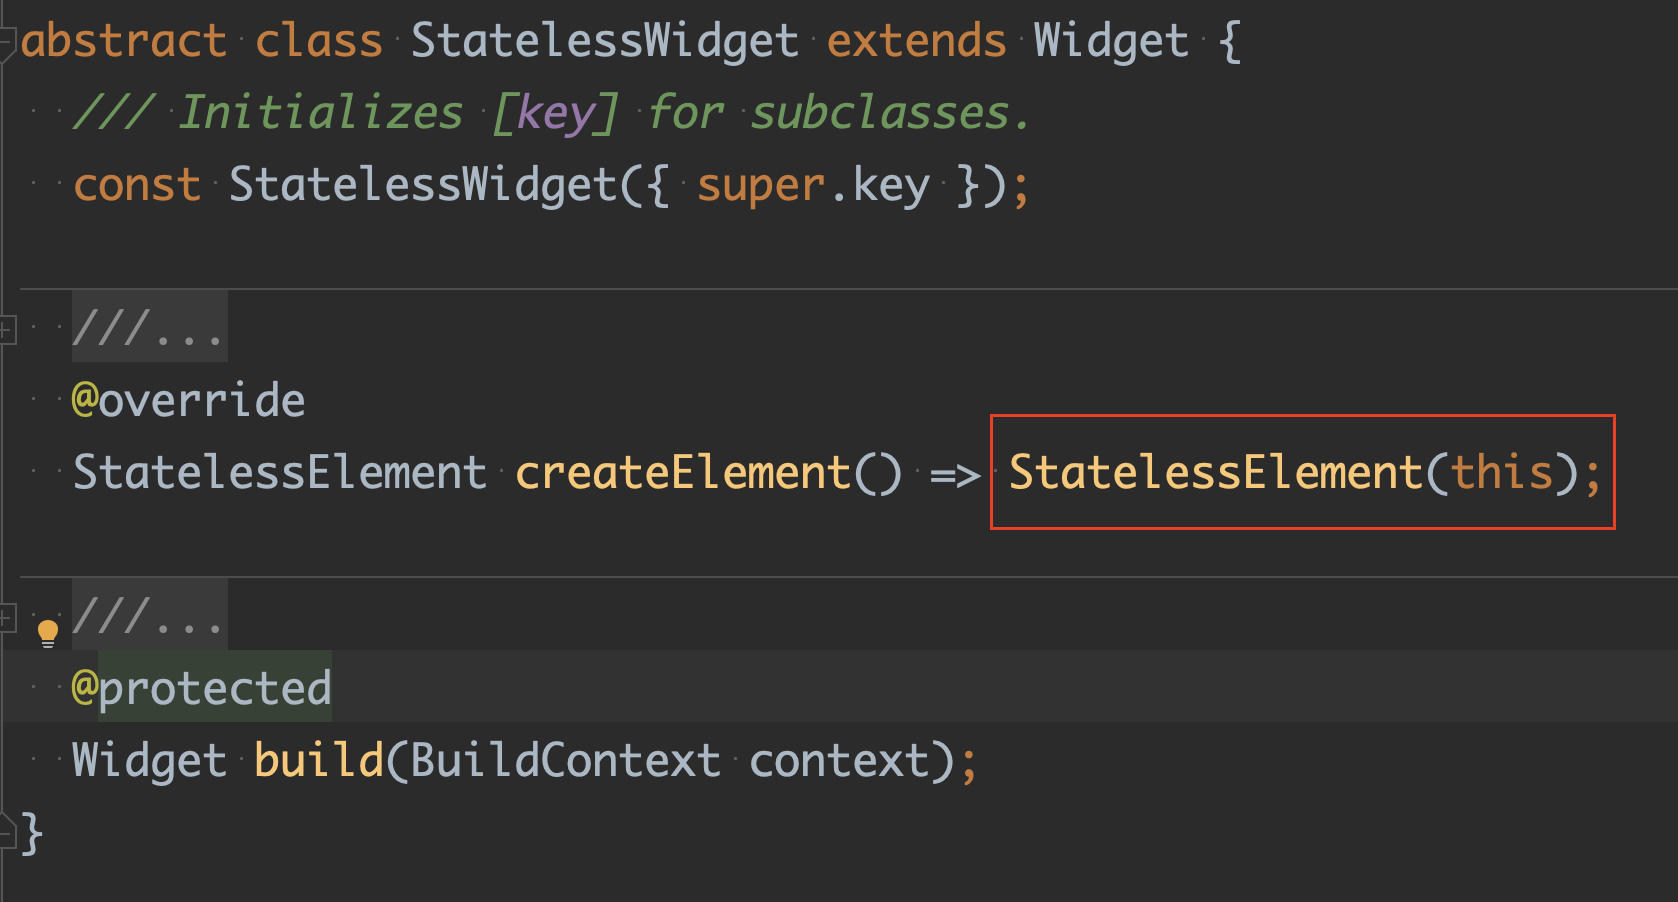 abstract class StatelessWidget extends Widget {
/// Initializes [key] for subclasses.
const StatelessWidget({ super.key });
///...
@override
StatelessElement createElement() => StatelessElement(this);
///...
@protected
Widget build(BuildContext context);
}